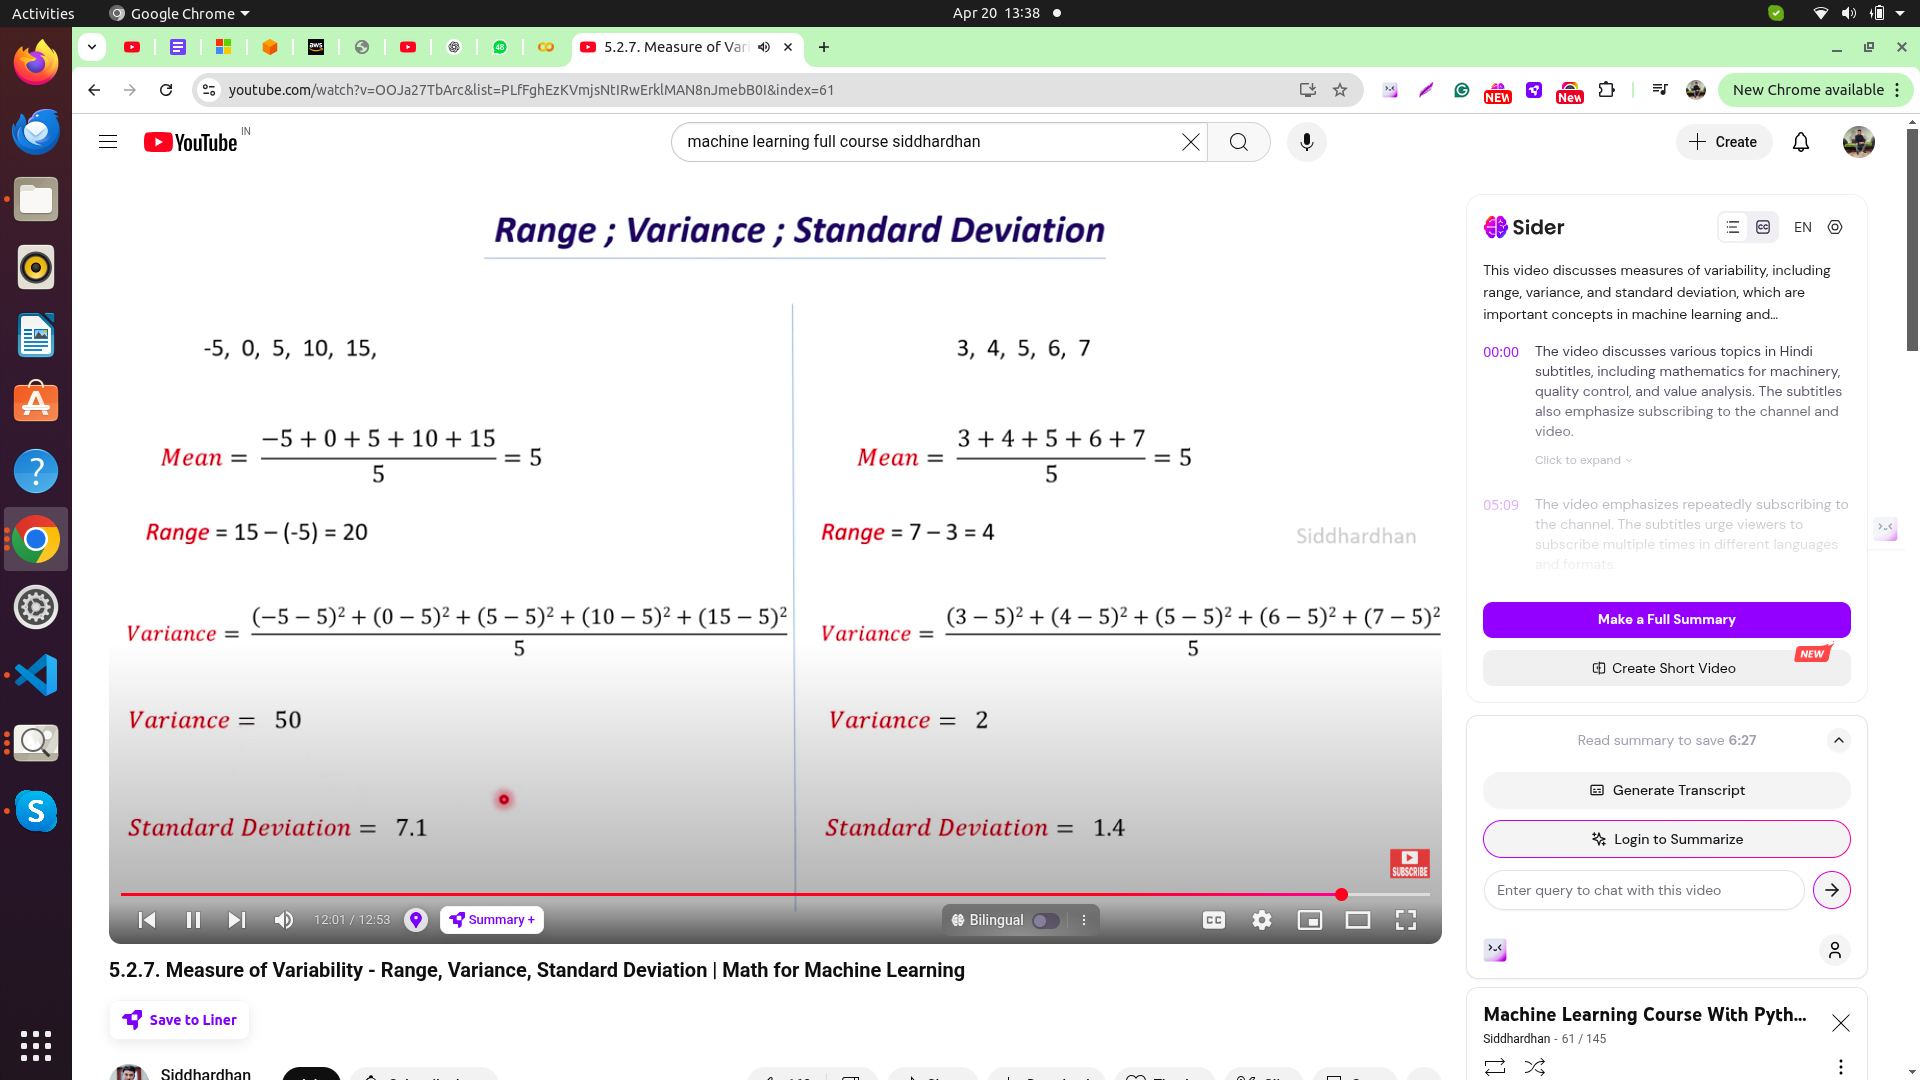 Activities
Google Chrome
Apr 20 13:38
5.2.7. Measure of Vari
youtube.com/watch?v=OOJa27TbArc&list=PLfFghEzKVmjsNtIRwErklMAN8nJmebB0I&index=61
NEW
New
New Chrome available
YouTube IN
machine learning full course siddhardhan
Create
Range ; Variance ; Standard Deviation
-5, 0, 5, 10, 15,
Mean = −5 + 0 + 5 + 10 + 15 / 5 = 5
Range = 15 – (-5) = 20
Variance = (−5 − 5)² + (0 − 5)² + (5 − 5)² + (10 − 5)² + (15 − 5)² / 5
Variance = 50
Standard Deviation = 7.1
3, 4, 5, 6, 7
Mean = 3 + 4 + 5 + 6 + 7 / 5 = 5
Range = 7 – 3 = 4
Siddhardhan
Variance = (3 − 5)² + (4 − 5)² + (5 − 5)² + (6 − 5)² + (7 − 5)² / 5
Variance = 2
Standard Deviation = 1.4
SUBSCRIBE
12:01 / 12:53
Summary +
Bilingual
CC
5.2.7. Measure of Variability - Range, Variance, Standard Deviation | Math for Machine Learning
Save to Liner
Siddhardhan
Sider
EN
This video discusses measures of variability, including
range, variance, and standard deviation, which are
important concepts in machine learning and...
00:00 The video discusses various topics in Hindi
subtitles, including mathematics for machinery,
quality control, and value analysis. The subtitles
also emphasize subscribing to the channel and
video.
Click to expand
05:09 The video emphasizes repeatedly subscribing to
the channel. The subtitles urge viewers to
subscribe multiple times in different languages
and formats.
Make a Full Summary
NEW
Create Short Video
Read summary to save 6:27
Generate Transcript
Login to Summarize
Enter query to chat with this video
Machine Learning Course With Pyth...
Siddhardhan - 61 / 145